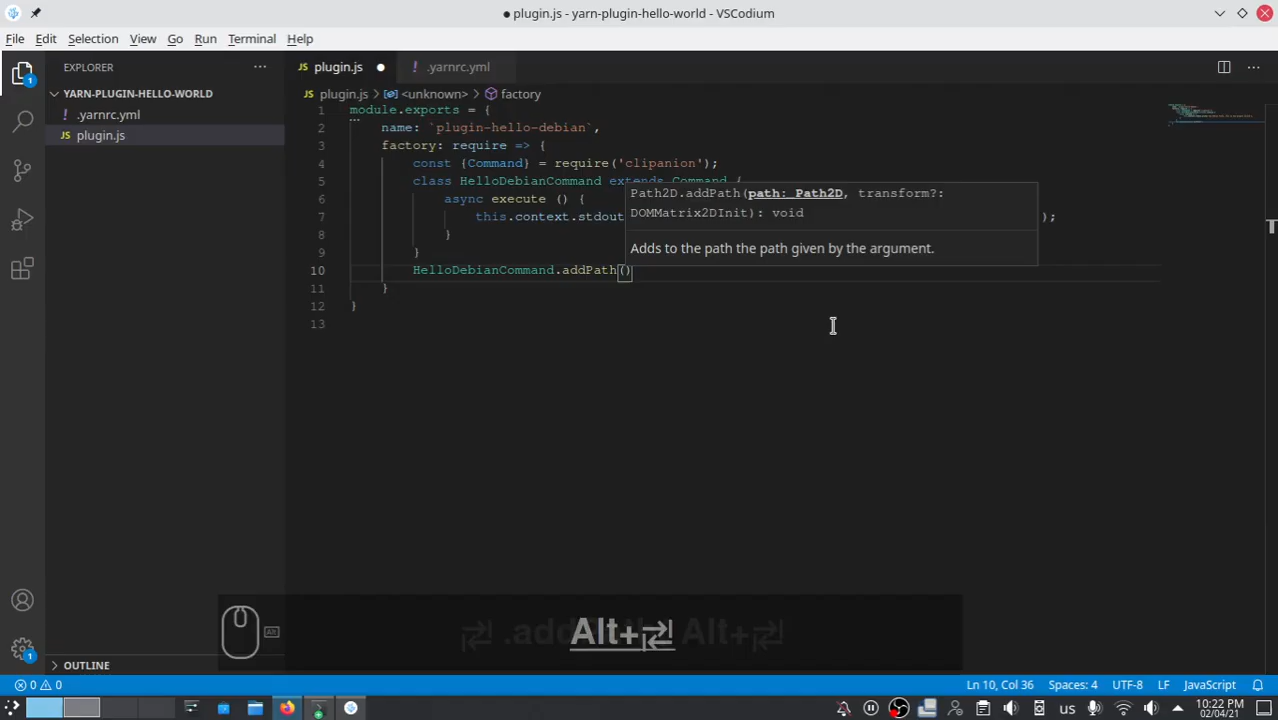 plugin.js - yarn-plugin-hello-world - VSCodium
File Edit Selection View Go Run Terminal Help
EXPLORER
plugin.js
.yarnrc.yml
YARN-PLUGIN-HELLO-WORLD
JS plugin.js > <unknown> > factory
! .yarnrc.yml
JS plugin.js
1 module.exports = {
2 name: `plugin-hello-debian`,
3 factory: require => {
4 const {Command} = require('clipanion');
5 class HelloDebianCommand extends Command {
6 async execute () {
7 this.context.stdout );
8 }
9 }
10 HelloDebianCommand.addPath()
11 }
12 }
13
Path2D.addPath(path: Path2D, transform?:
DOMMatrix2DInit): void
Adds to the path the path given by the argument.
Alt
Alt+ Alt+
OUTLINE
0 0 Ln 10, Col 36 Spaces: 4 UTF-8 LF JavaScript
us 10:22 PM
02/04/21